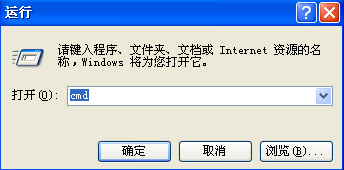 运行
请键入程序、文件夹、文档或 Internet 资源的名
称，Windows 将为您打开它。
打开(O): cmd
确定 取消 浏览(B)...